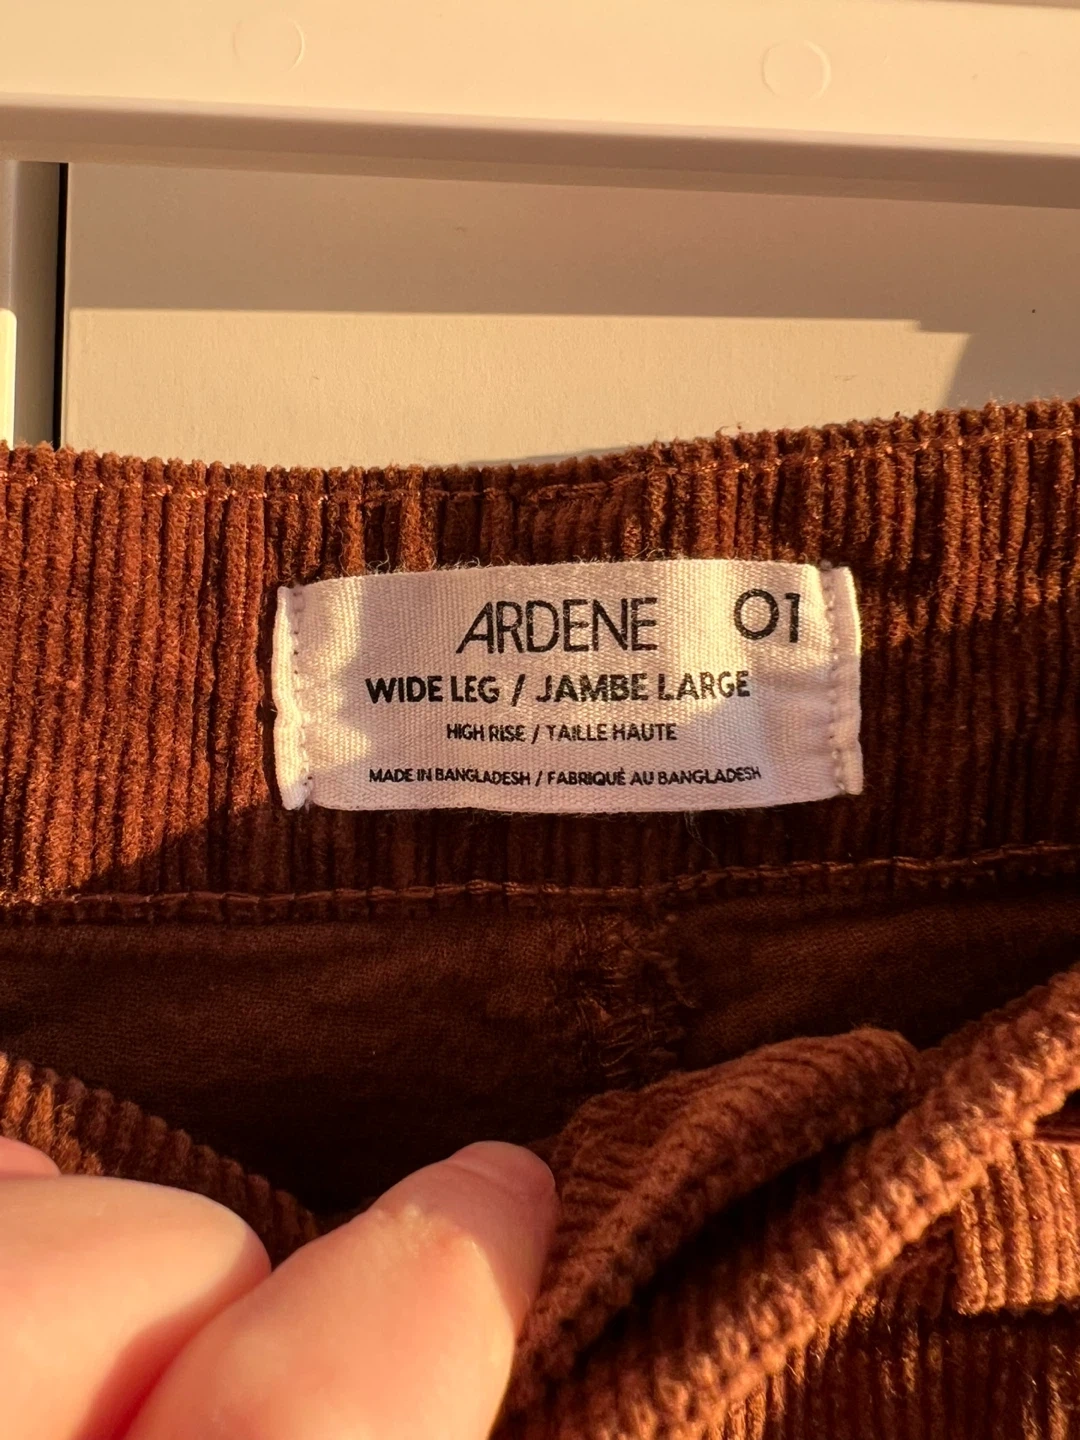 ARDENE 01
WIDE LEG / JAMBE LARGE
HIGH RISE / TAILLE HAUTE
MADE IN BANGLADESH / FABRIQUÉ AU BANGLADESH